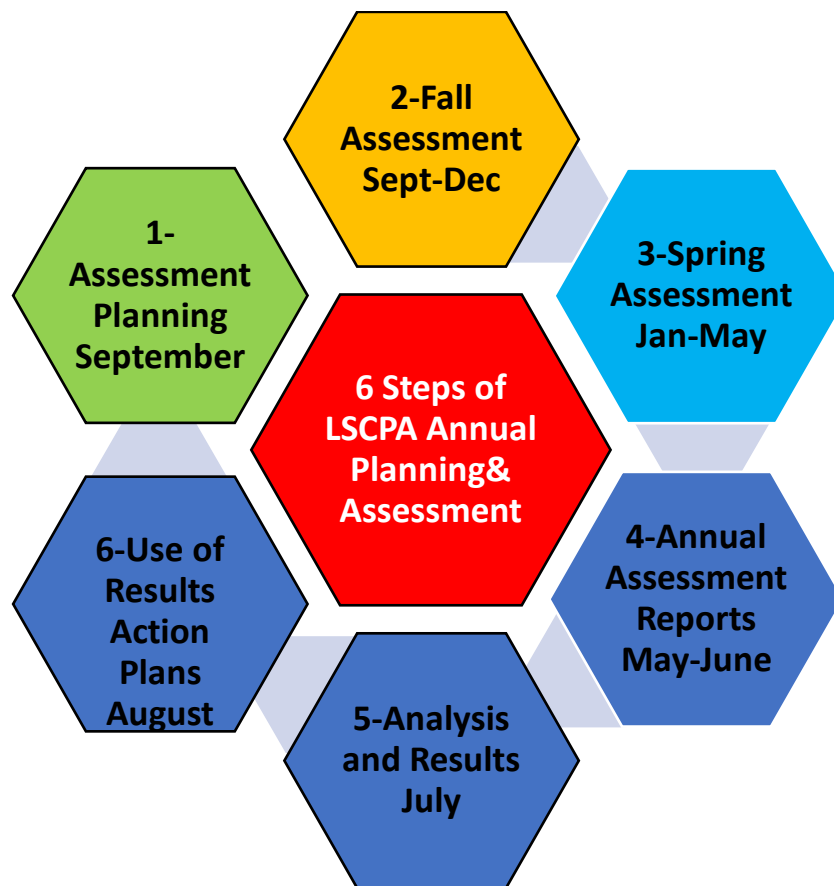 2-Fall
Assessment
Sept-Dec
1-
Assessment
Planning
September
3-Spring
Assessment
Jan-May
6 Steps of
LSCPA Annual
Planning&
Assessment
4-Annual
Assessment
Reports
May-June
6-Use of
Results
Action
Plans
August
5-Analysis
and Results
July